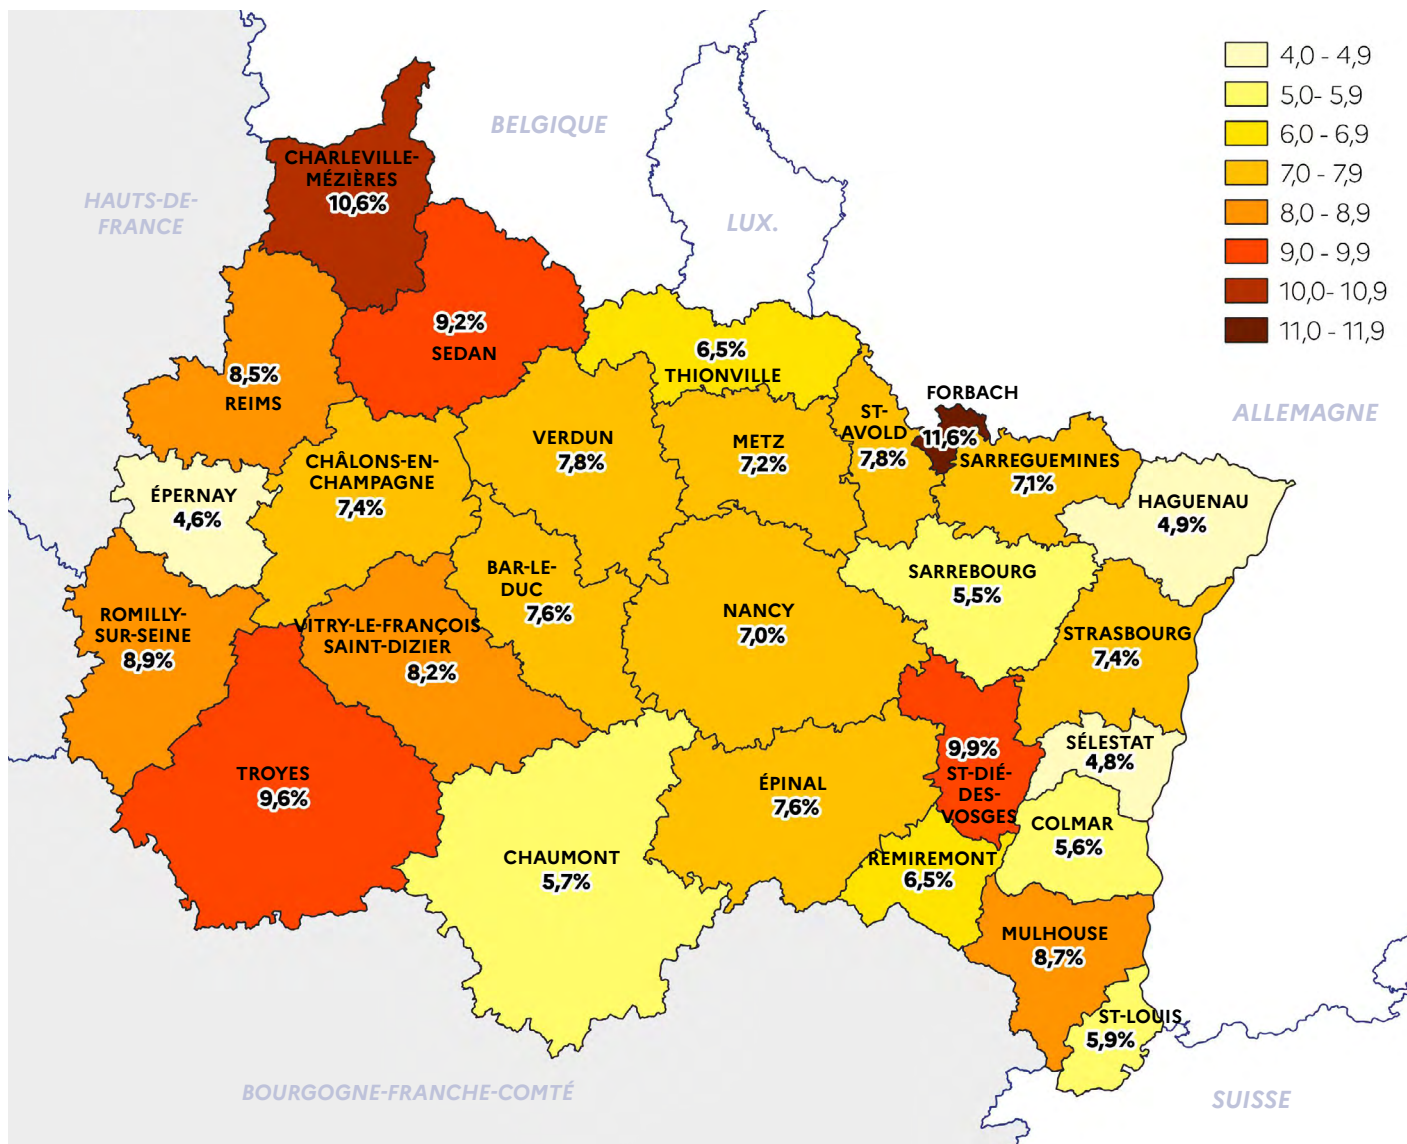 4,0 - 4,9
5,0- 5,9
6,0 - 6,9
7,0 - 7,9
8,0 - 8,9
9,0 - 9,9
10,0- 10,9
11,0 - 11,9
BELGIQUE
HAUTS-DE-
FRANCE
LUX.
ALLEMAGNE
CHARLEVILLE-
MÉZIÈRES
10,6%
9,2%
SEDAN
8,5%
REIMS
6,5%
THIONVILLE
FORBACH
11,6%
ST-
AVOLD
7,8%
VERDUN
7,8%
METZ
7,2%
SARREGUEMINES
7,1%
CHÂLONS-EN-
CHAMPAGNE
7,4%
ÉPERNAY
4,6%
HAGUENAU
4,9%
BAR-LE-
DUC
7,6%
SARREBOURG
5,5%
ROMILLY-
SUR-SEINE
8,9%
VITRY-LE-FRANÇOIS
SAINT-DIZIER
8,2%
NANCY
7,0%
STRASBOURG
7,4%
TROYES
9,6%
9,9%
ST-DIÉ-
DES-
VOSGES
SÉLESTAT
4,8%
ÉPINAL
7,6%
COLMAR
5,6%
CHAUMONT
5,7%
REMIREMONT
6,5%
MULHOUSE
8,7%
ST-LOUIS
5,9%
BOURGOGNE-FRANCHE-COMTÉ
SUISSE